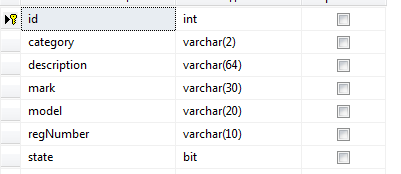 id int
category varchar(2)
description varchar(64)
mark varchar(30)
model varchar(20)
regNumber varchar(10)
state bit